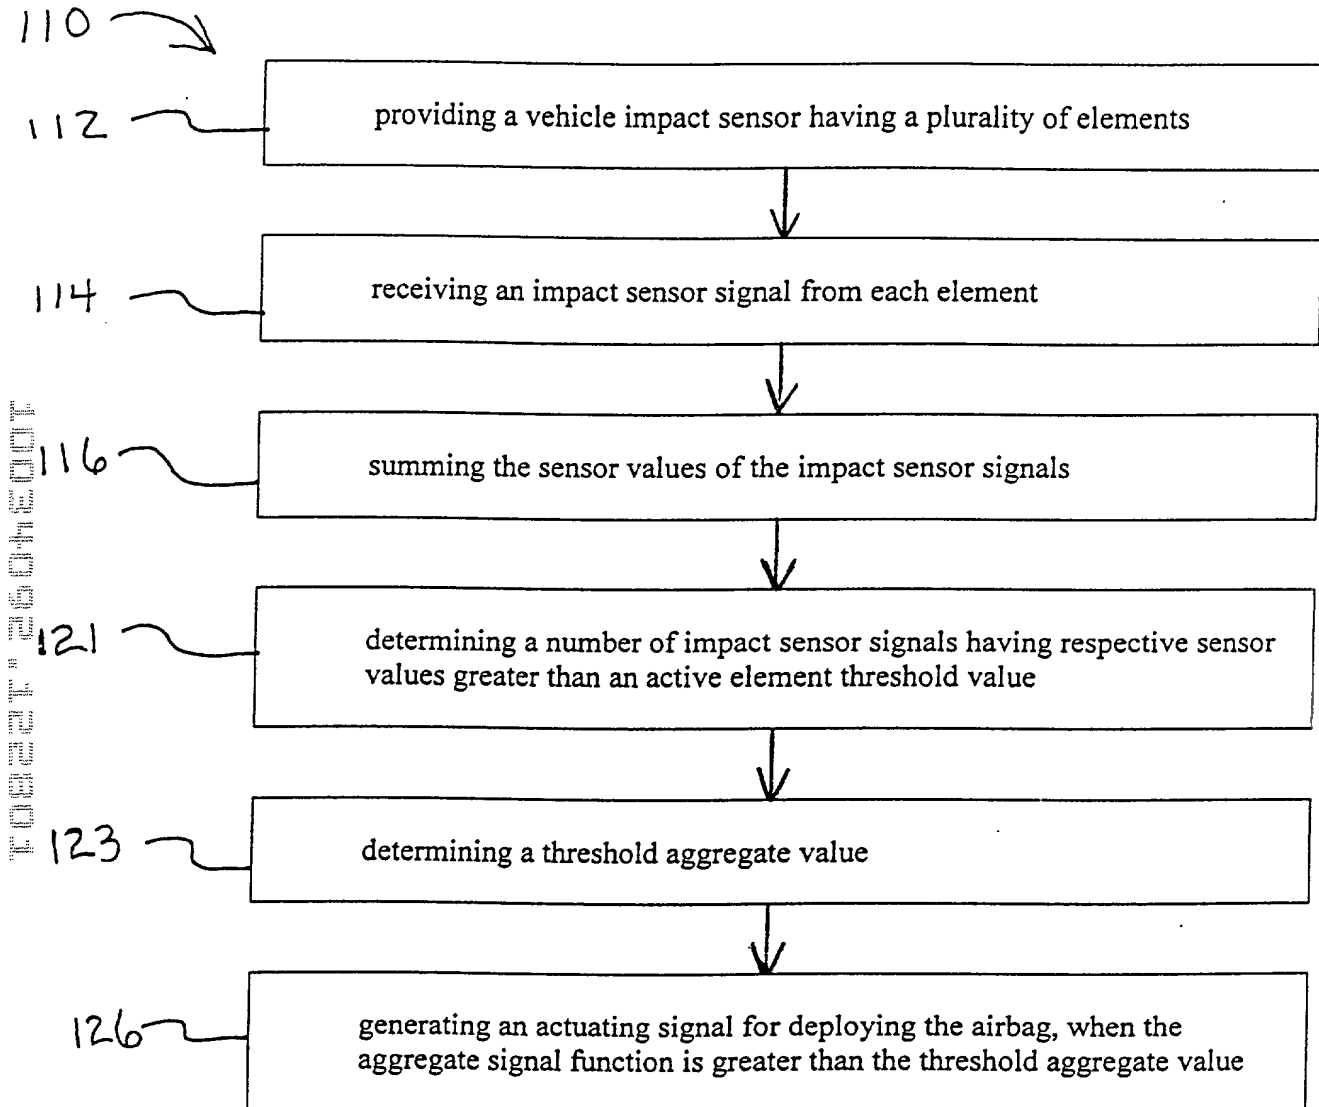 110
112
providing a vehicle impact sensor having a plurality of elements
114
receiving an impact sensor signal from each element
116
summing the sensor values of the impact sensor signals
121
determining a number of impact sensor signals having respective sensor
values greater than an active element threshold value
123
determining a threshold aggregate value
126
generating an actuating signal for deploying the airbag, when the
aggregate signal function is greater than the threshold aggregate value
10034092.122801